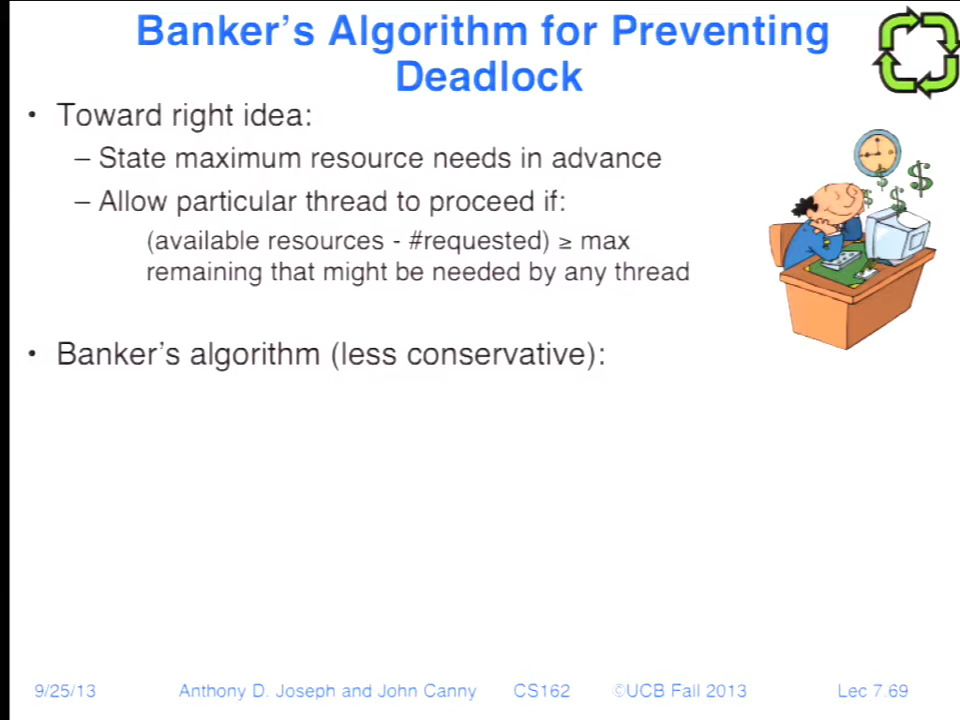 Banker's Algorithm for Preventing
Deadlock
• Toward right idea:
– State maximum resource needs in advance
– Allow particular thread to proceed if:
(available resources - #requested) ≥ max
remaining that might be needed by any thread
• Banker's algorithm (less conservative):
$ $ $ $
9/25/13 Anthony D. Joseph and John Canny CS162 ©UCB Fall 2013 Lec 7.69